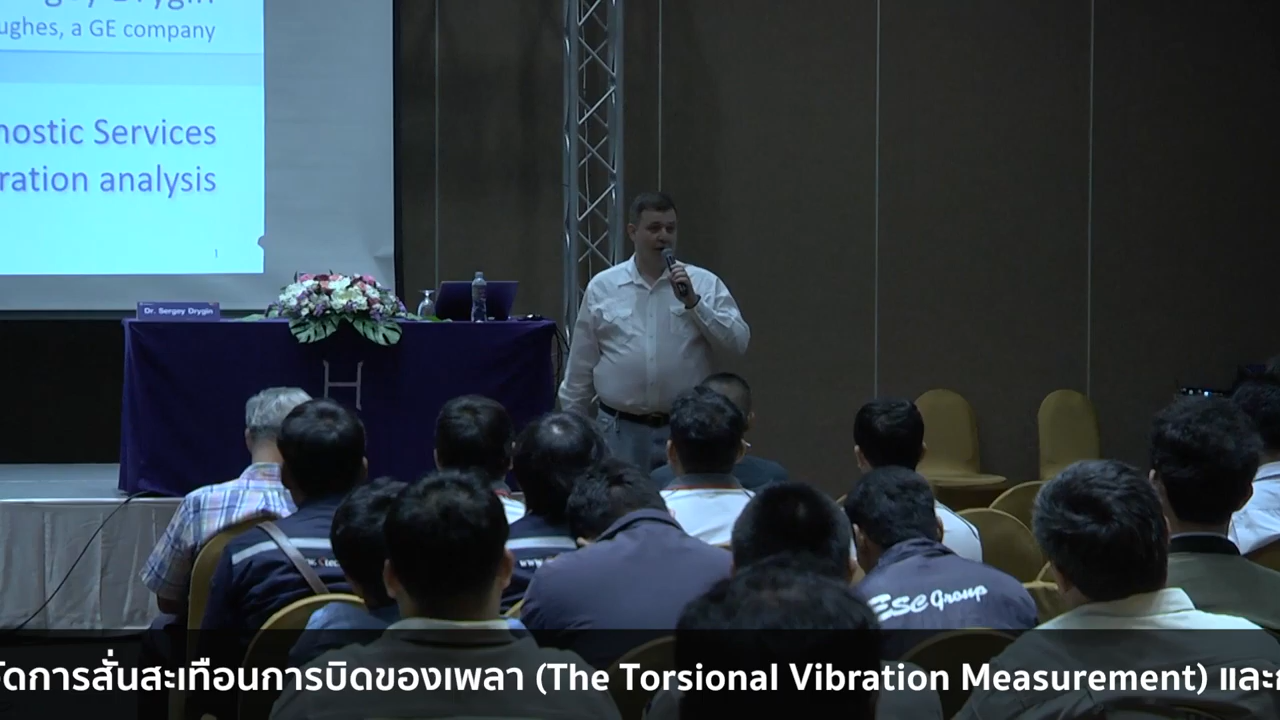 ughes, a GE company
nostic Services
ration analysis
1
Dr. Sergey Drygin
ESC Group
ดการสั่นสะเทือนการบิดของเพลา (The Torsional Vibration Measurement) และ